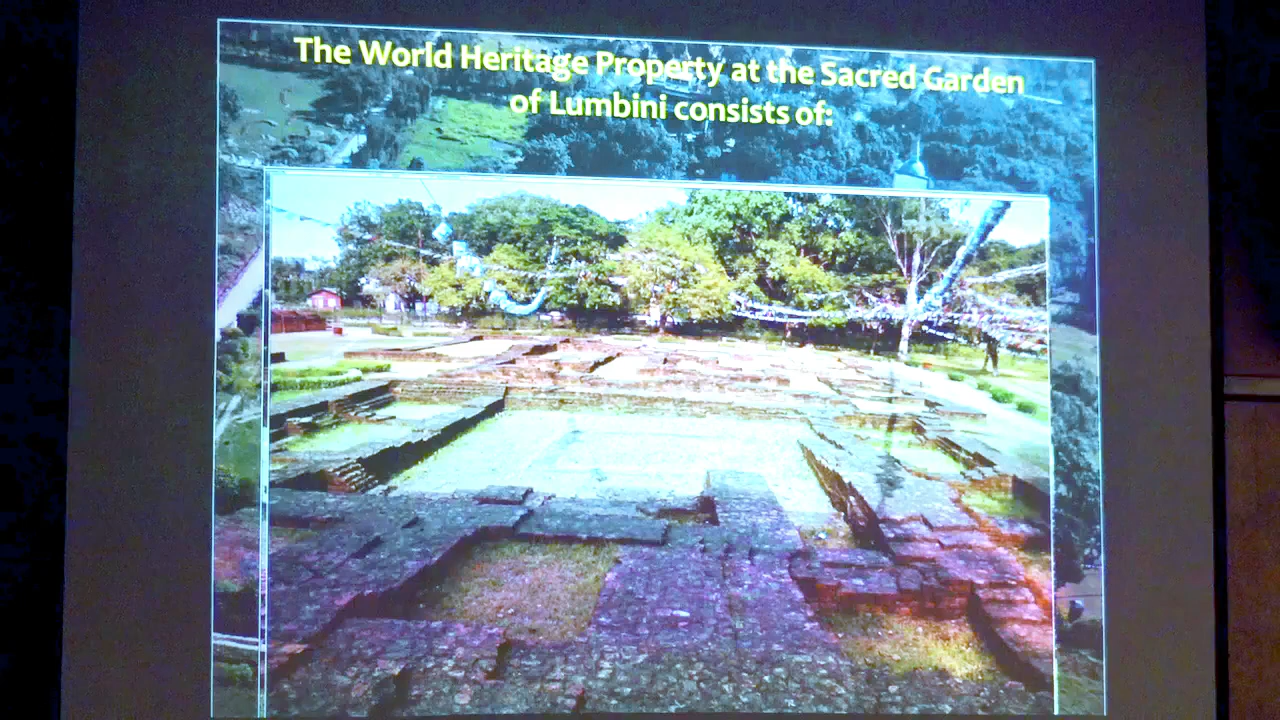 The World Heritage Property at the Sacred Garden
of Lumbini consists of: